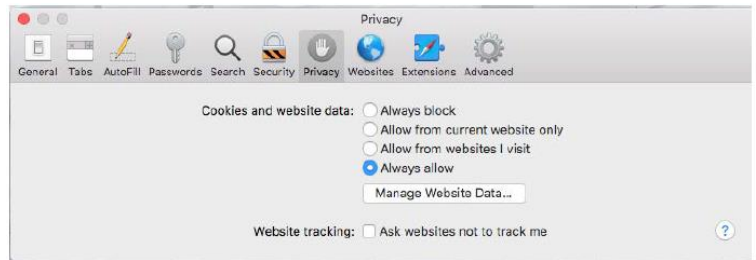 Privacy
General Tabs AutoFill Passwords Search Security Privacy Websites Extensions Advanced
Cookies and website data: Always block
Allow from current website only
Allow from websites I visit
Always allow
Manage Website Data...
Website tracking: Ask websites not to track me ?